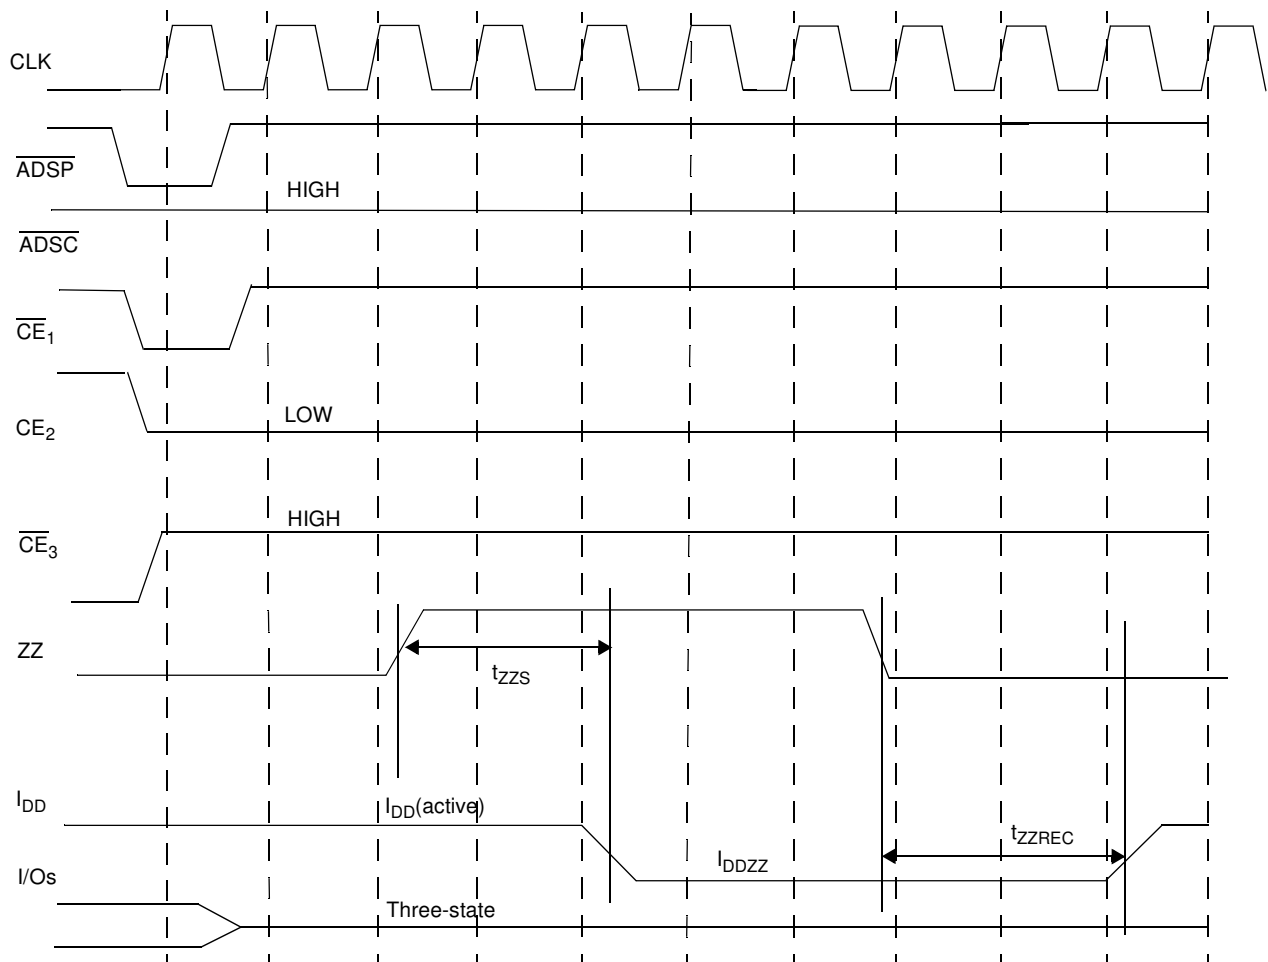 CLK
ADSP
HIGH
ADSC
CE1
LOW
CE2
HIGH
CE3
ZZ
tZZS
IDD
IDD(active)
tZZREC
IDDZZ
I/Os
Three-state